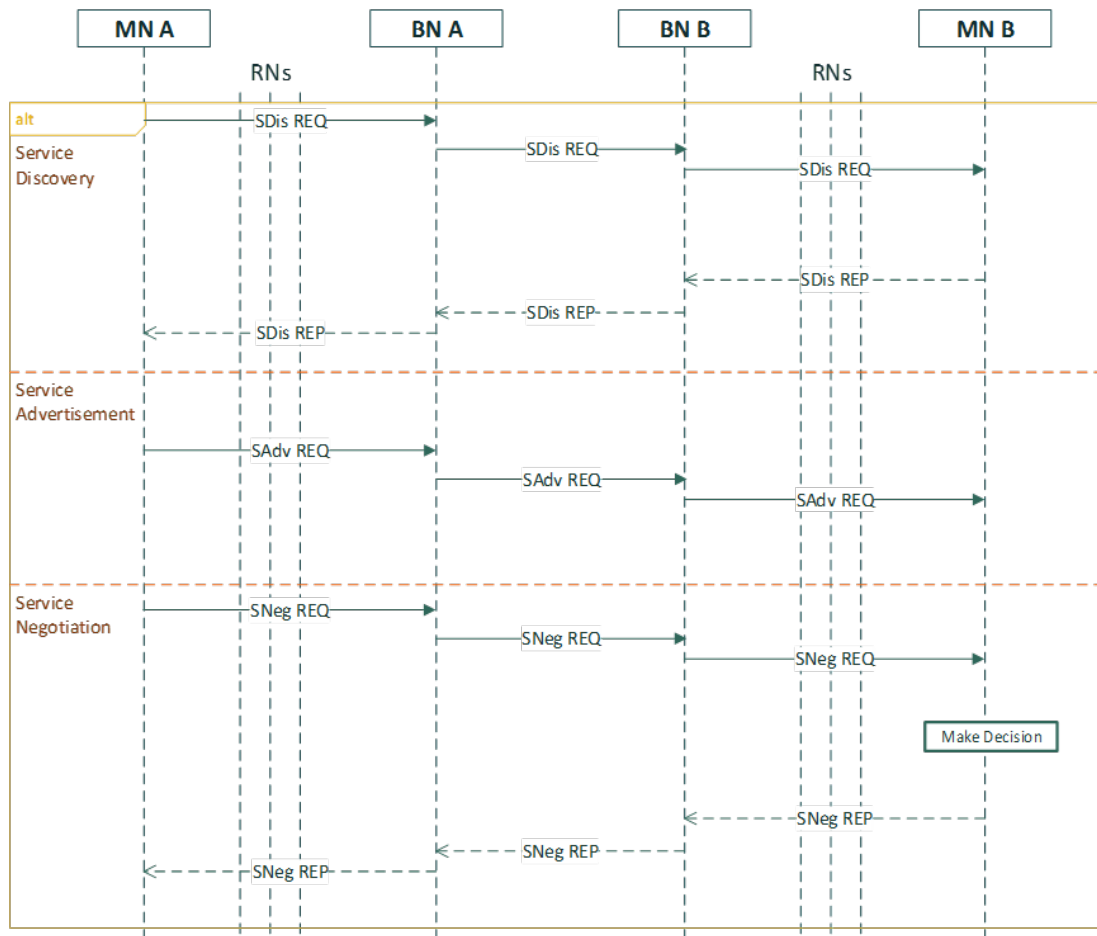 MN A
BN A
BN B
MN B
RNs
RNs
alt
SDis REQ
Service
Discovery
SDis REQ
SDis REQ
SDis REP
SDis REP
SDis REP
Service
Advertisement
SAdv REQ
SAdv REQ
SAdv REQ
Service
Negotiation
SNeg REQ
SNeg REQ
SNeg REQ
Make Decision
SNeg REP
SNeg REP
SNeg REP